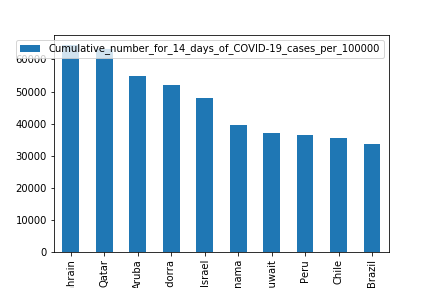 Cumulative_number_for_14_days_of_COVID-19_cases_per_100000
60000
50000
40000
30000
20000
10000
0
hrain
Qatar
Aruba
dorra
Israel
nama
uwait
Peru
Chile
Brazil